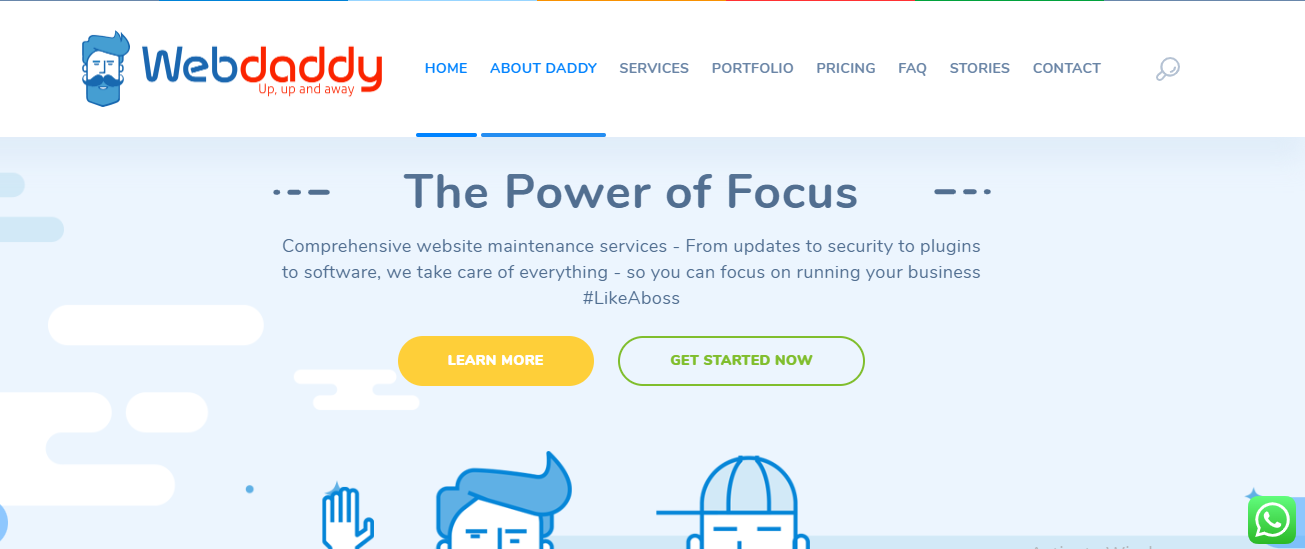 Webdaddy
Up, up and away
HOME ABOUT DADDY SERVICES PORTFOLIO PRICING FAQ STORIES CONTACT
The Power of Focus
Comprehensive website maintenance services - From updates to security to plugins
to software, we take care of everything - so you can focus on running your business
#LikeAboss
LEARN MORE GET STARTED NOW